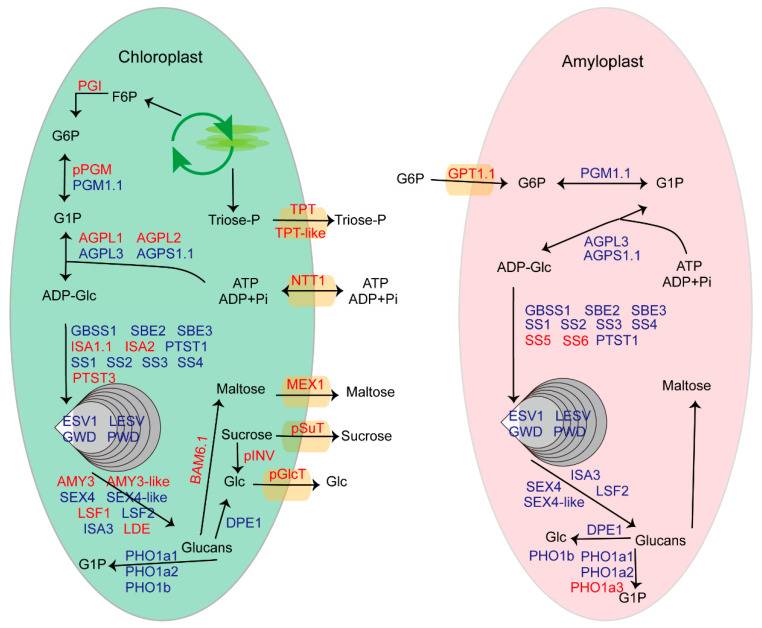 Chloroplast
PGI
F6P
G6P
pPGM
PGM1.1
G1P
Triose-P
TPT
TPT-like
Triose-P
AGPL1 AGPL2
AGPL3 AGPS1.1
ADP-Glc
ATP
ADP+Pi
NTT1
ATP
ADP+Pi
GBSS1 SBE2 SBE3
ISA1.1 ISA2 PTST1
SS1 SS2 SS3 SS4
PTST3
ESV1 LESV
GWD PWD
Maltose
MEX1
Maltose
Sucrose
pSuT
Sucrose
pINV
Glc
pGlcT
Glc
BAM6.1
AMY3 AMY3-like
SEX4 SEX4-like
LSF1 LSF2
ISA3 LDE
DPE1
Glucans
G1P
PHO1a1
PHO1a2
PHO1b
Amyloplast
G6P
GPT1.1
G6P
PGM1.1
G1P
AGPL3
AGPS1.1
ADP-Glc
ATP
ADP+Pi
GBSS1 SBE2 SBE3
SS1 SS2 SS3 SS4
SS5 SS6 PTST1
Maltose
ESV1 LESV
GWD PWD
ISA3
SEX4
LSF2
SEX4-like
DPE1
Glc
Glucans
PHO1b
PHO1a1
PHO1a2
PHO1a3
G1P